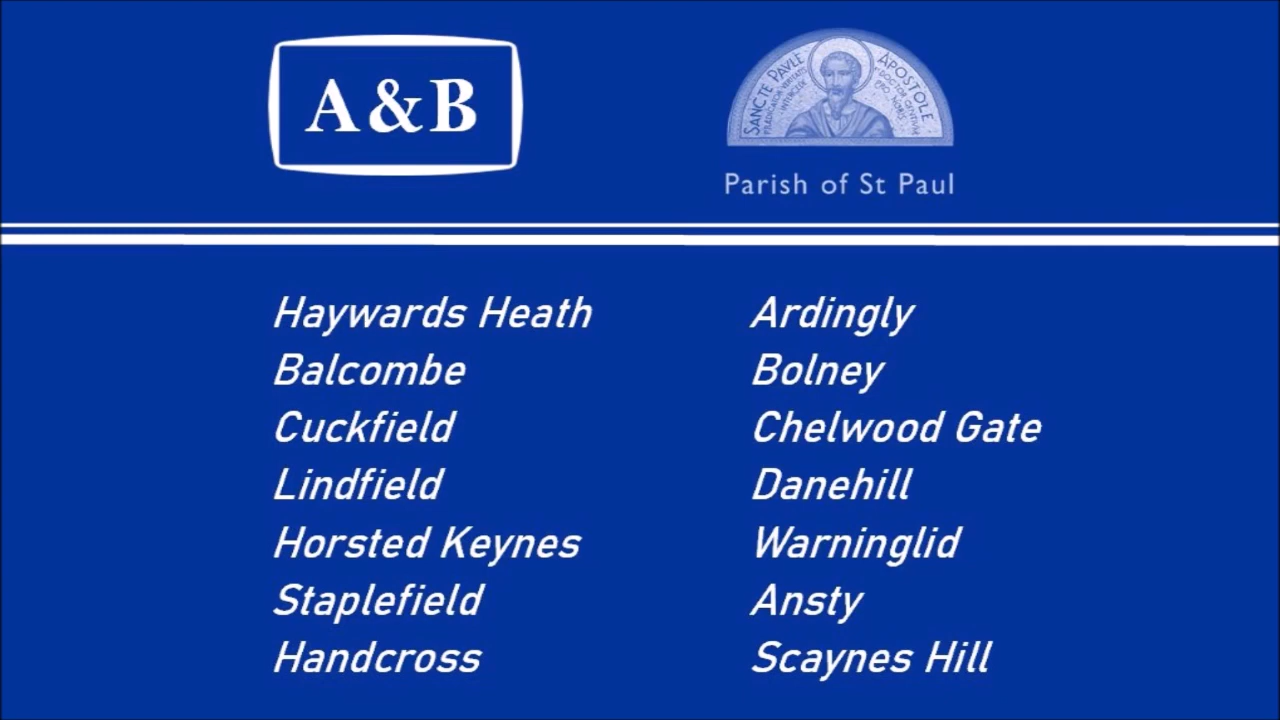 A&B
SANCTE PAVLE
APOSTOLE
Parish of St Paul
Haywards Heath
Balcombe
Cuckfield
Lindfield
Horsted Keynes
Staplefield
Handcross
Ardingly
Bolney
Chelwood Gate
Danehill
Warninglid
Ansty
Scaynes Hill